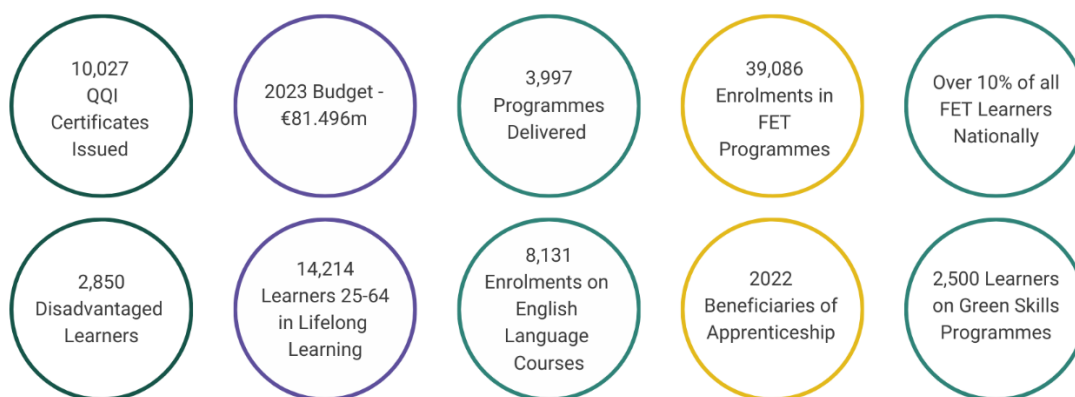 10,027
QQI
Certificates
Issued
2023 Budget -
€81.496m
3,997
Programmes
Delivered
39,086
Enrolments in
FET
Programmes
Over 10% of all
FET Learners
Nationally
2,850
Disadvantaged
Learners
14,214
Learners 25-64
in Lifelong
Learning
8,131
Enrolments on
English
Language
Courses
2022
Beneficiaries of
Apprenticeship
2,500 Learners
on Green Skills
Programmes